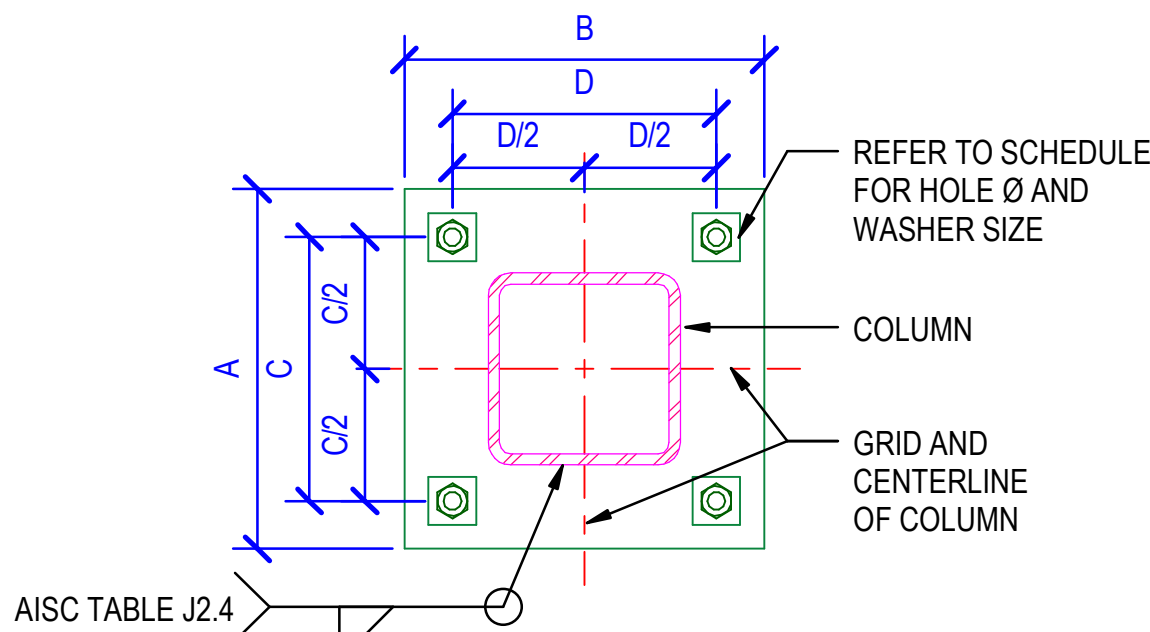 B
D
D/2
D/2
REFER TO SCHEDULE
FOR HOLE Ø AND
WASHER SIZE
C/2
A
C
COLUMN
C/2
GRID AND
CENTERLINE
OF COLUMN
AISC TABLE J2.4